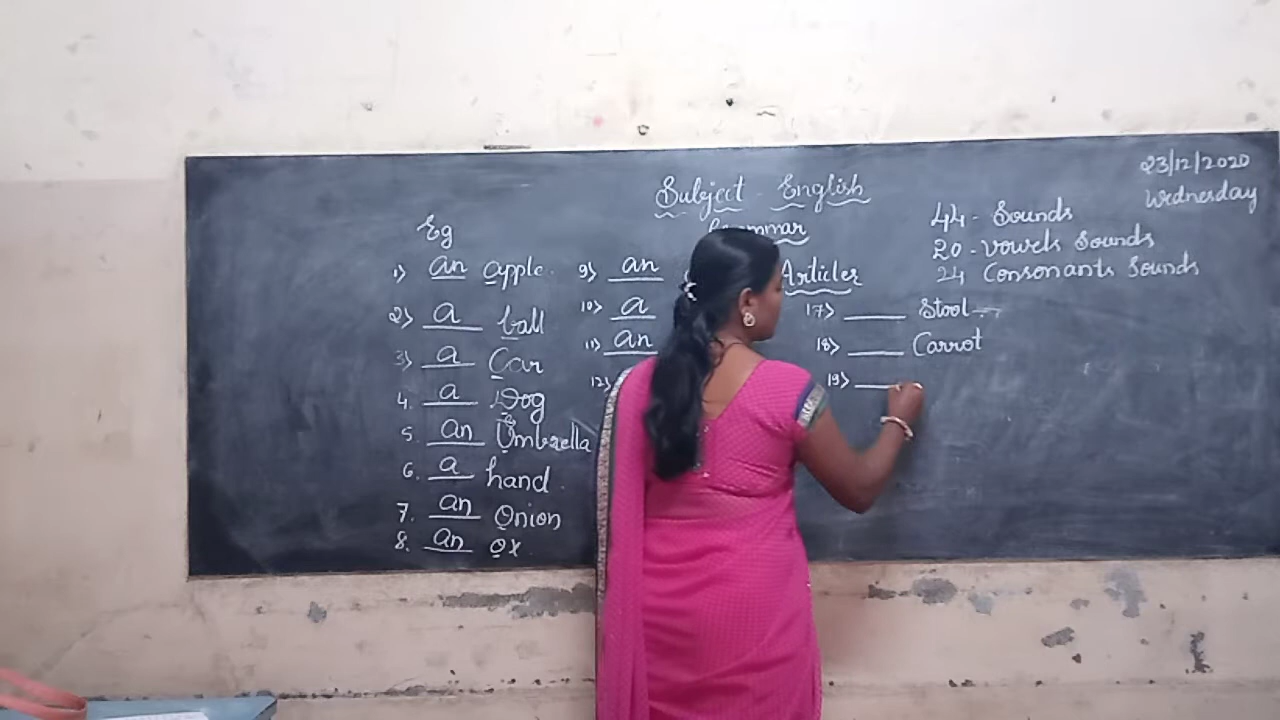 23/12/2020
Wednesday
Subject - English
Grammar
Articles
44 - Sounds
20 - vowels Sounds
24 Consonants Sounds
Eg
1) an apple.
2) a ball
3) a Car
4. a Dog
5. an Umbrella
6. a hand.
7. an Onion
8. an Ox
9) an
10) a
11) an
12)
17) ____ Stool
18) ____ Carrot
19) ____